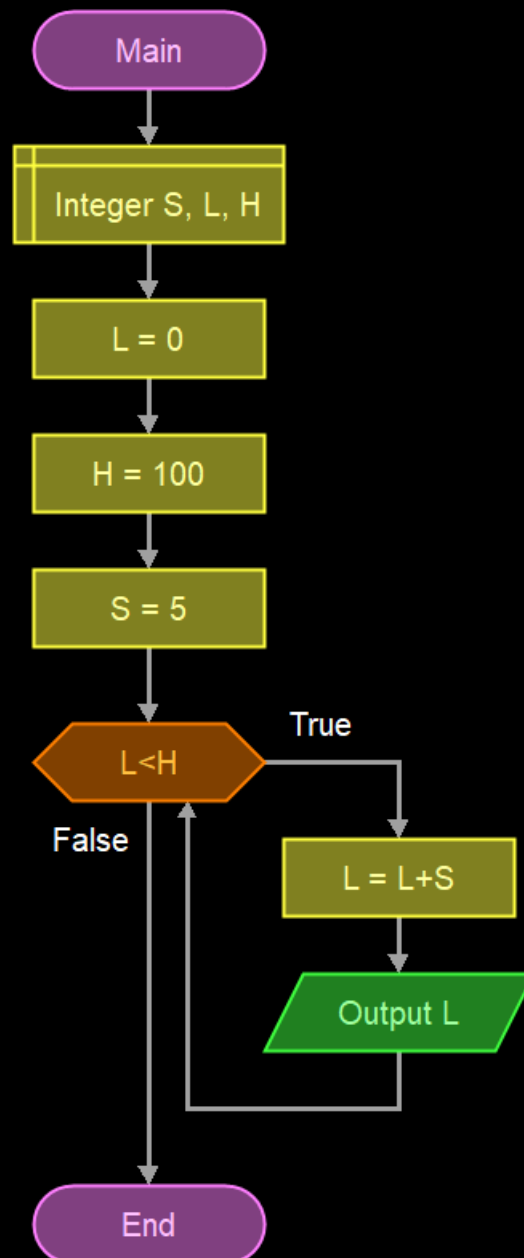 Main
Integer S, L, H
L = 0
H = 100
S = 5
L<H
True
False
L = L+S
Output L
End